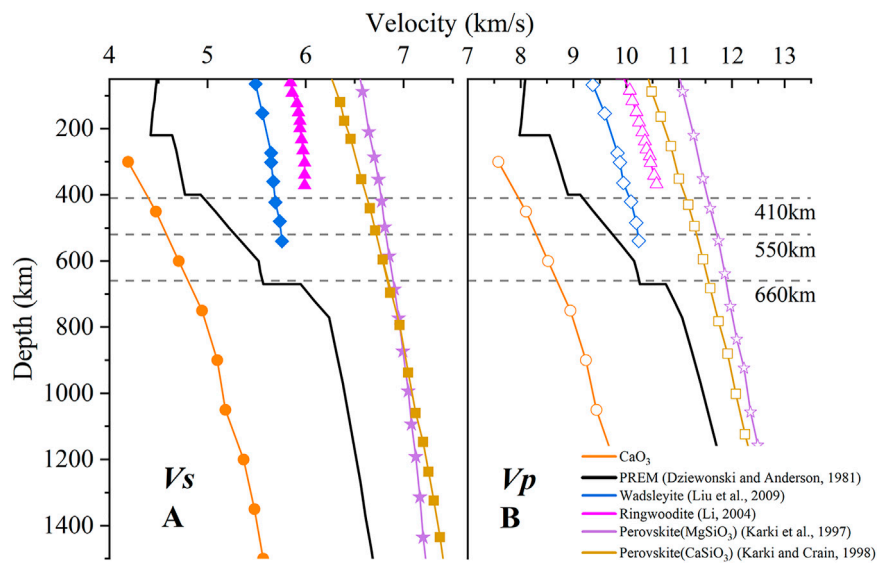 Velocity (km/s)
4 5 6 7 7 8 9 10 11 12 13
Depth (km)
200
400
600
800
1000
1200
1400
410km
550km
660km
Vs
A
Vp
B
CaO₃
PREM (Dziewonski and Anderson, 1981)
Wadsleyite (Liu et al., 2009)
Ringwoodite (Li, 2004)
Perovskite(MgSiO₃) (Karki et al., 1997)
Perovskite(CaSiO₃) (Karki and Crain, 1998)